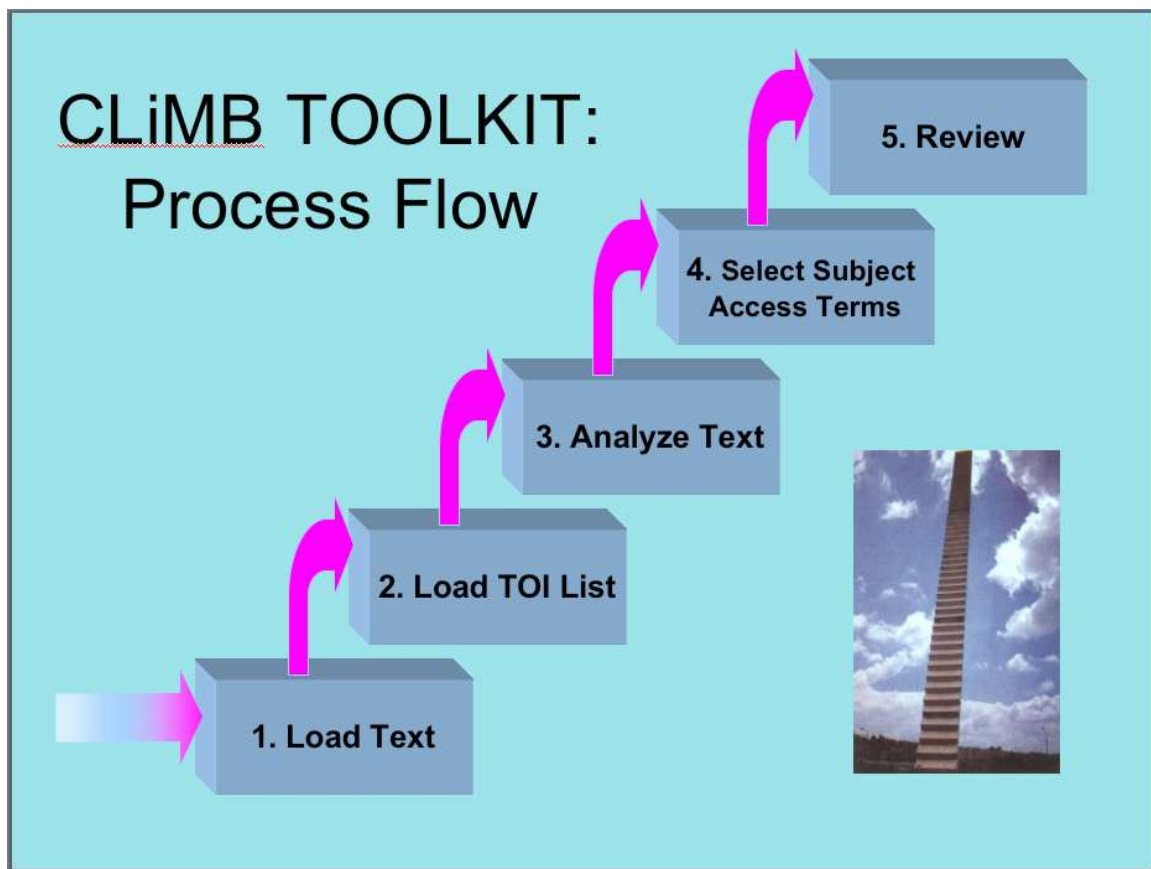 CLiMB TOOLKIT:
Process Flow
5. Review
4. Select Subject
Access Terms
3. Analyze Text
2. Load TOI List
1. Load Text